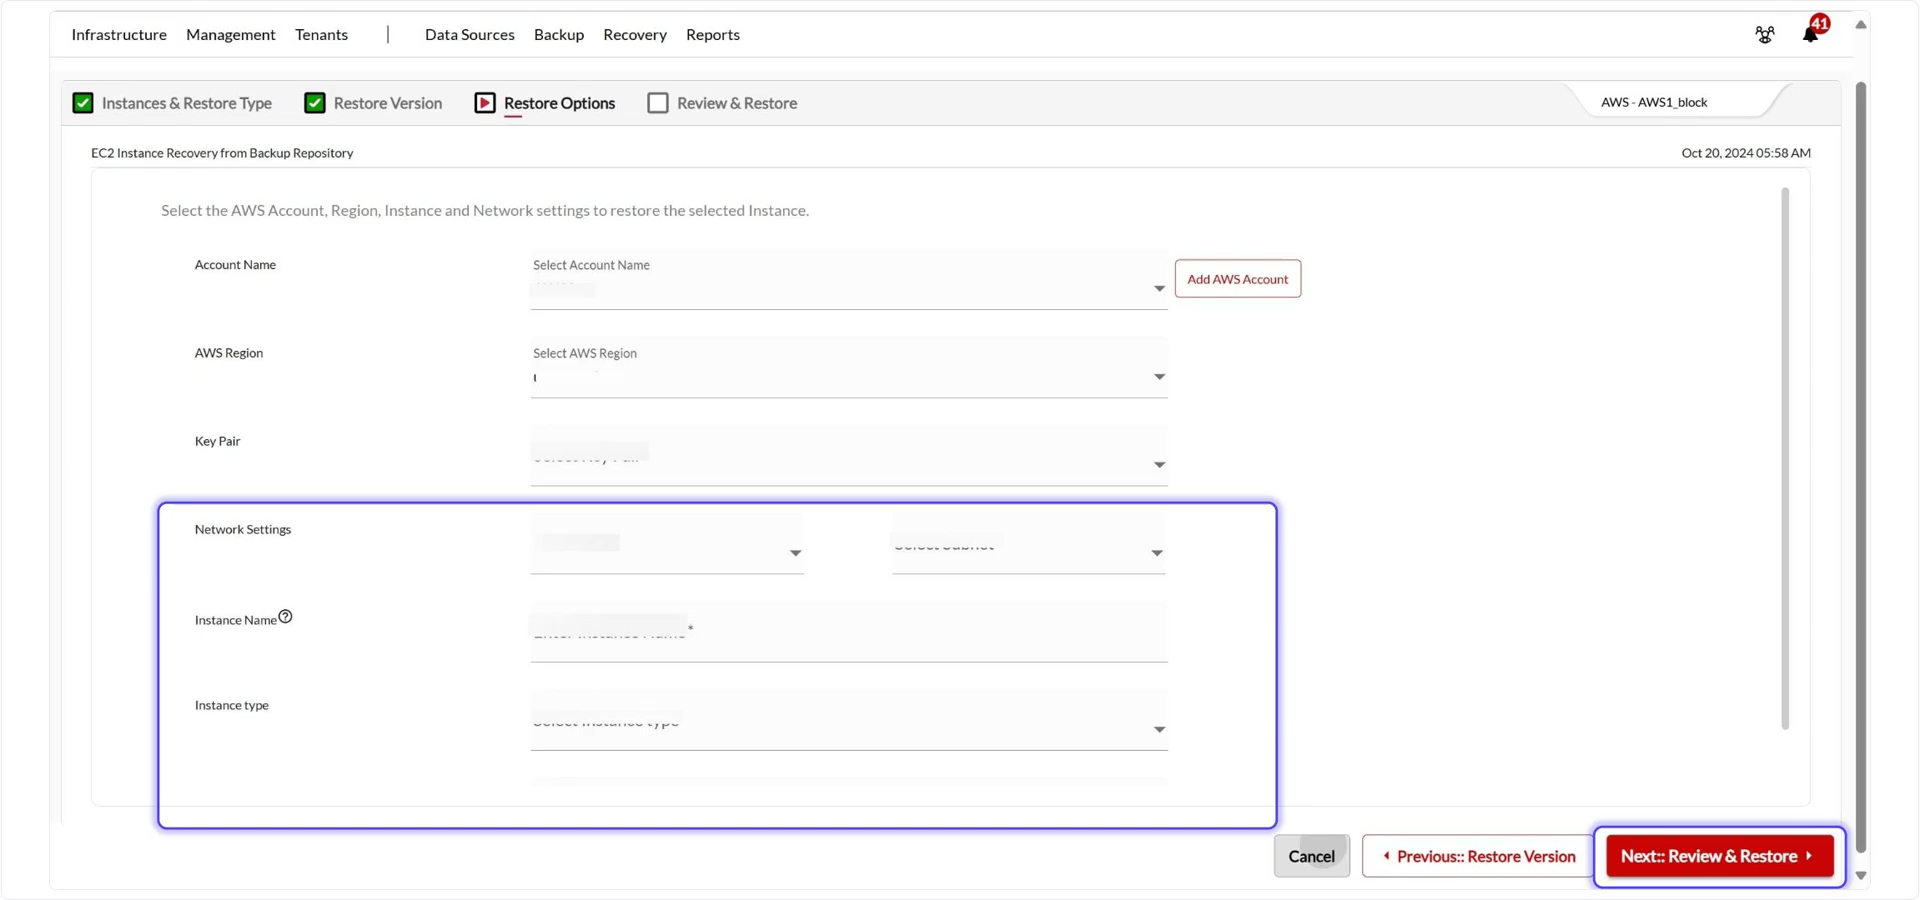 Infrastructure Management Tenants | Data Sources Backup Recovery Reports 41
Instances & Restore Type Restore Version Restore Options Review & Restore AWS - AWS1_block
EC2 Instance Recovery from Backup Repository Oct 20, 2024 05:58 AM
Select the AWS Account, Region, Instance and Network settings to restore the selected Instance.
Account Name Select Account Name Add AWS Account
AWS Region Select AWS Region
Key Pair
Network Settings
Instance Name *
Instance type
Cancel Previous:: Restore Version Next:: Review & Restore